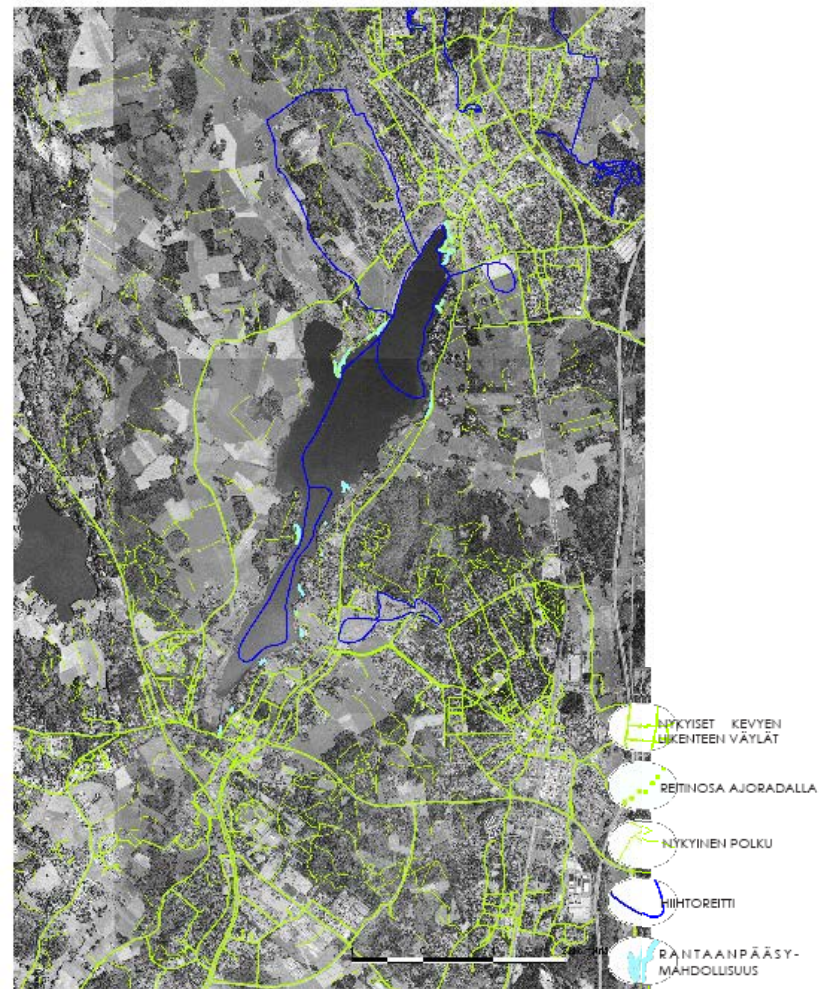 NYKYISET KEVYEN
LIIKENTEEN VÄYLÄT
REITINOSA AJORADALLA
NYKYINEN POLKU
HIIHTOREITTI
RANTAANPÄÄSY-
MAHDOLLISUUS